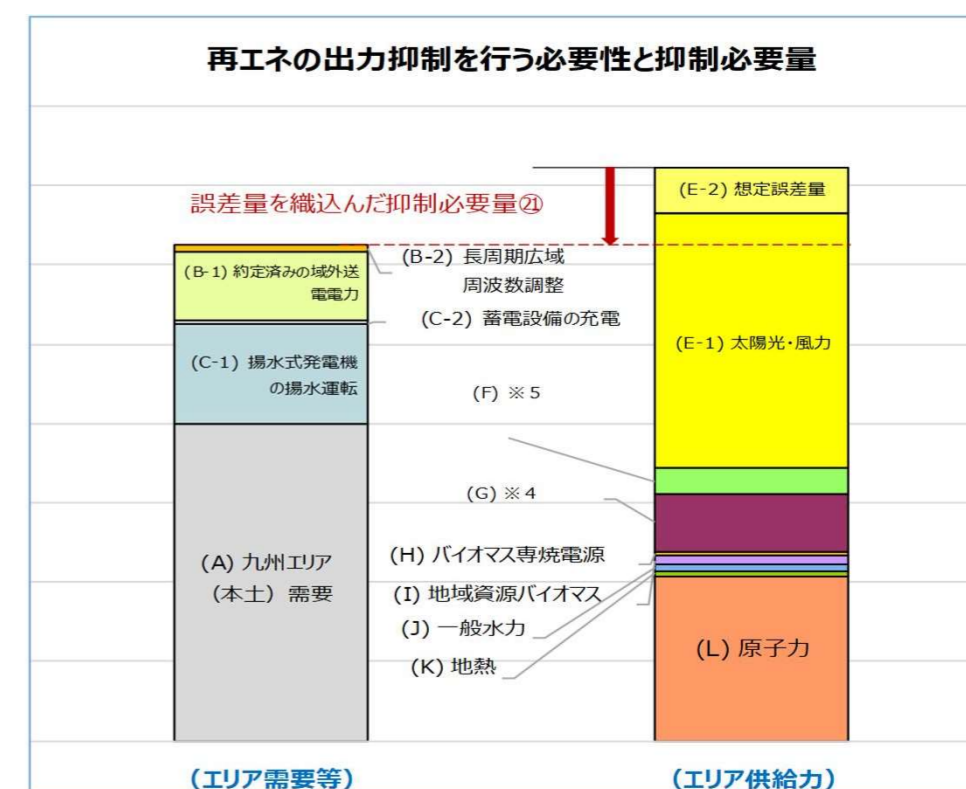 再エネの出力抑制を行う必要性と抑制必要量
誤差量を織込んだ抑制必要量㉑
(B-1) 約定済みの域外送
電電力
(C-1) 揚水式発電機
の揚水運転
(A) 九州エリア
(本土) 需要
(B-2) 長周期広域
周波数調整
(C-2) 蓄電設備の充電
(F) ※5
(G) ※4
(H) バイオマス専焼電源
(I) 地域資源バイオマス
(J) 一般水力
(K) 地熱
(E-2) 想定誤差量
(E-1) 太陽光・風力
(L) 原子力
(エリア需要等)
(エリア供給力)